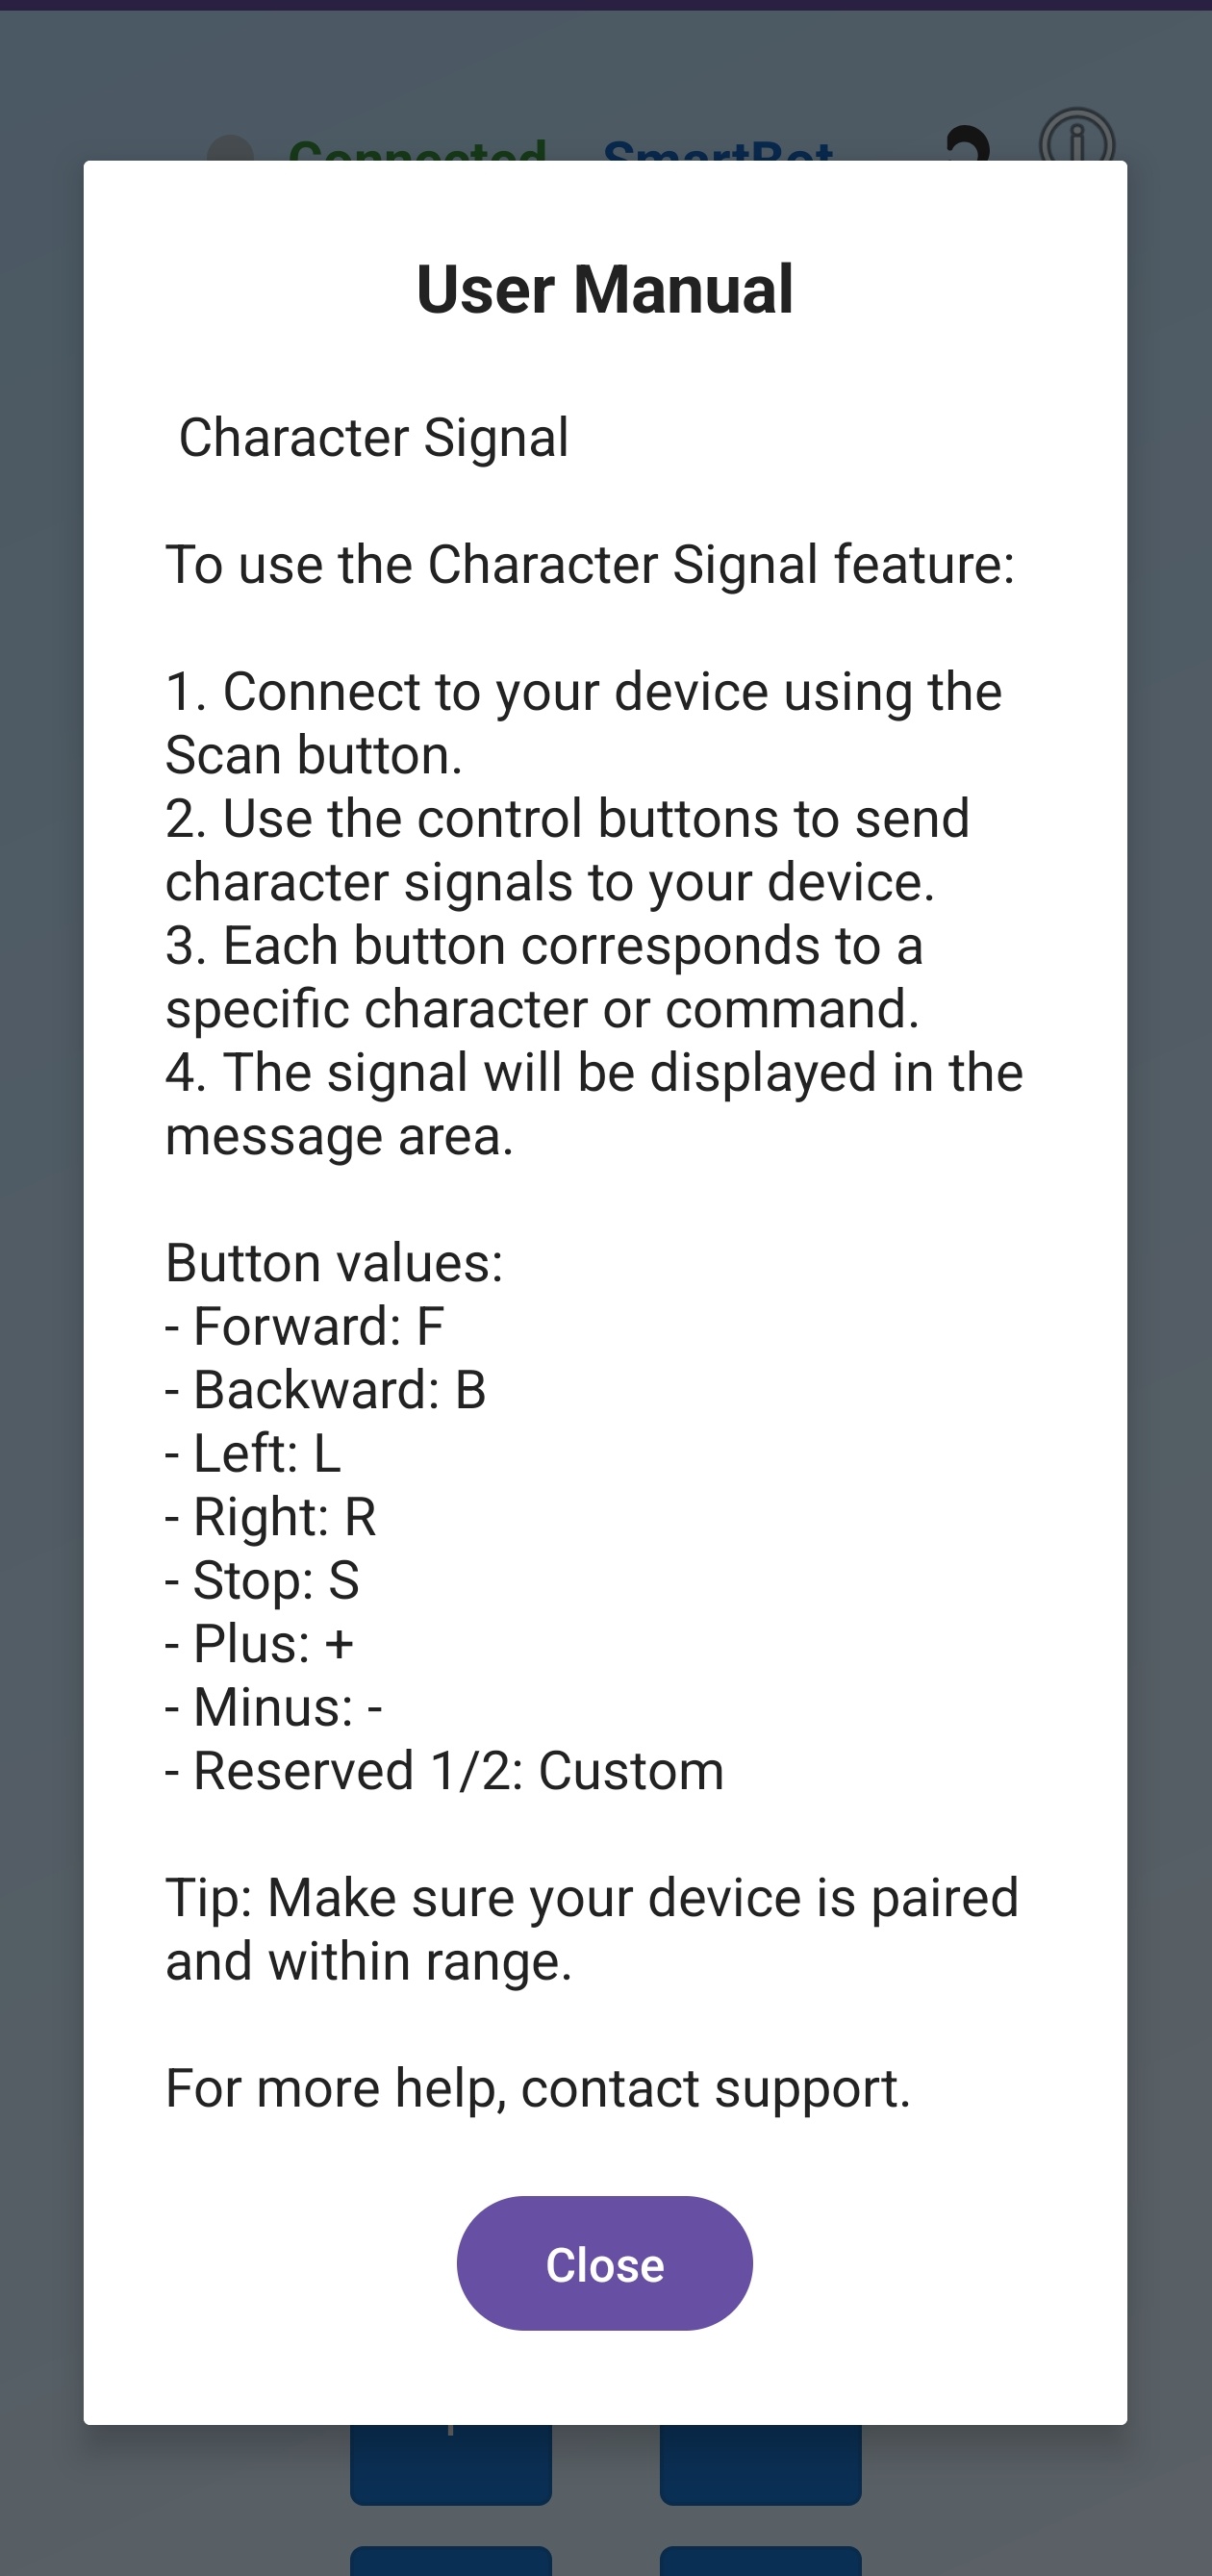 Connected SmartBot
User Manual
Character Signal
To use the Character Signal feature:
1. Connect to your device using the
Scan button.
2. Use the control buttons to send
character signals to your device.
3. Each button corresponds to a
specific character or command.
4. The signal will be displayed in the
message area.
Button values:
- Forward: F
- Backward: B
- Left: L
- Right: R
- Stop: S
- Plus: +
- Minus: -
- Reserved 1/2: Custom
Tip: Make sure your device is paired
and within range.
For more help, contact support.
Close